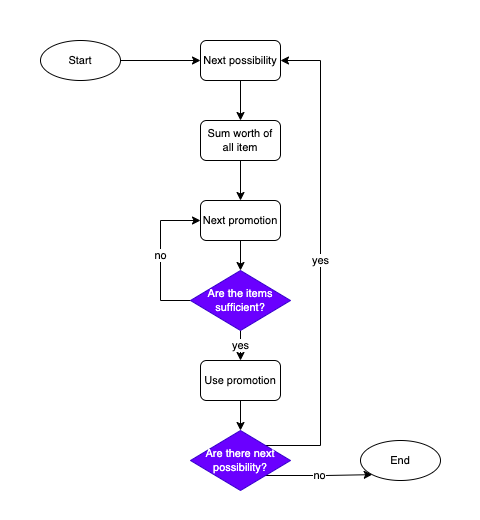 Start
Next possibility
Sum worth of
all item
Next promotion
no
Are the items
sufficient?
yes
yes
Use promotion
Are there next
possibility?
no
End